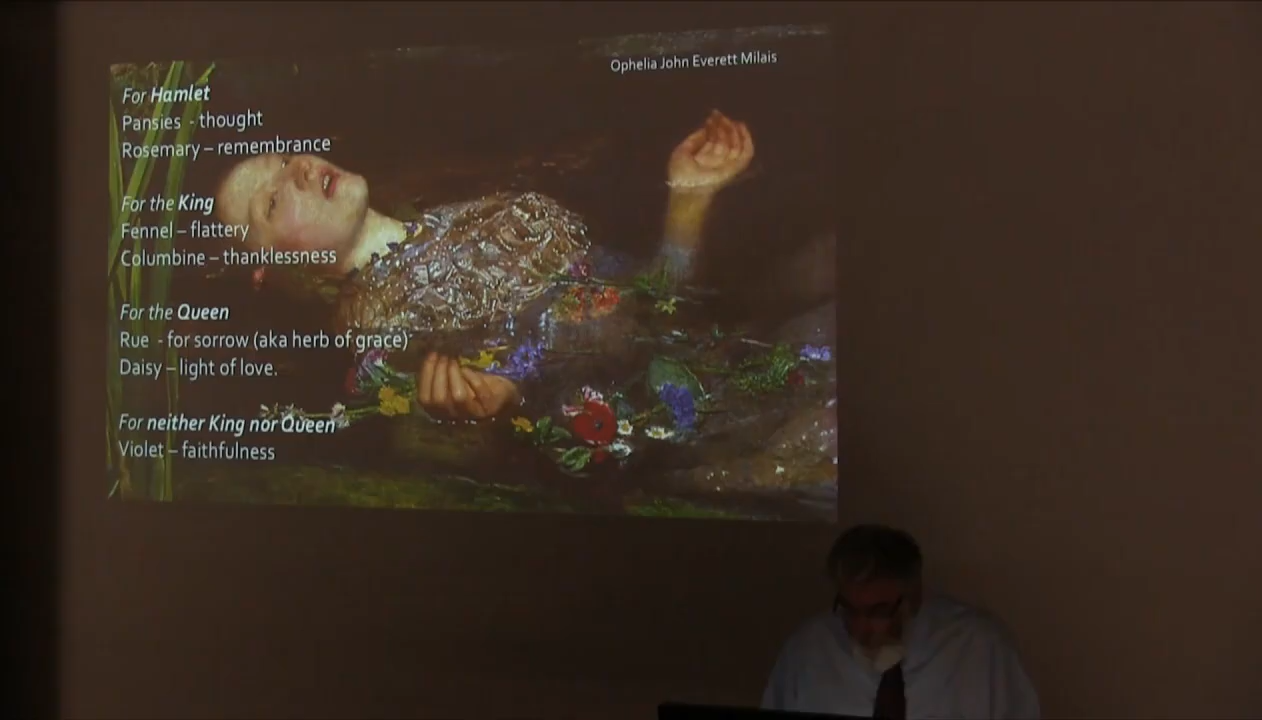 Ophelia John Everett Milais
For Hamlet
Pansies - thought
Rosemary – remembrance
For the King
Fennel – flattery
Columbine – thanklessness
For the Queen
Rue - for sorrow (aka herb of grace)
Daisy – light of love.
For neither King nor Queen
Violet – faithfulness